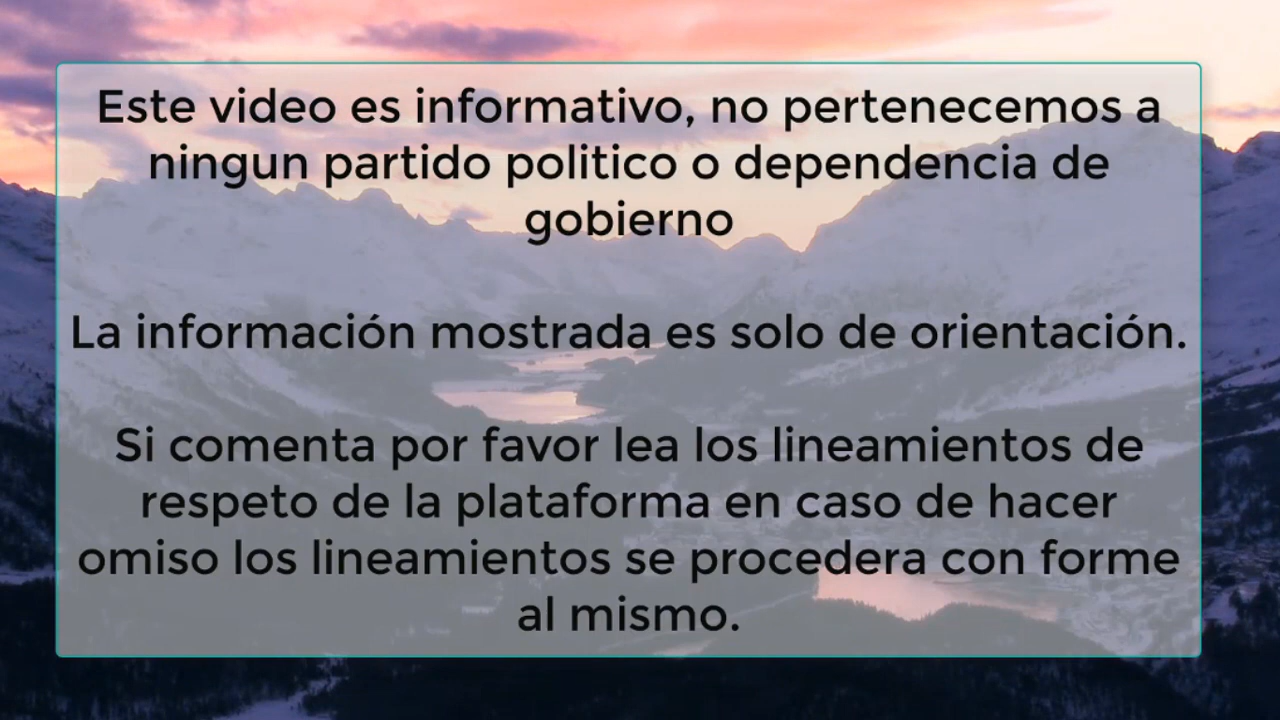 Este video es informativo, no pertenecemos a
ningun partido politico o dependencia de
gobierno
La información mostrada es solo de orientación.
Si comenta por favor lea los lineamientos de
respeto de la plataforma en caso de hacer
omiso los lineamientos se procedera con forme
al mismo.